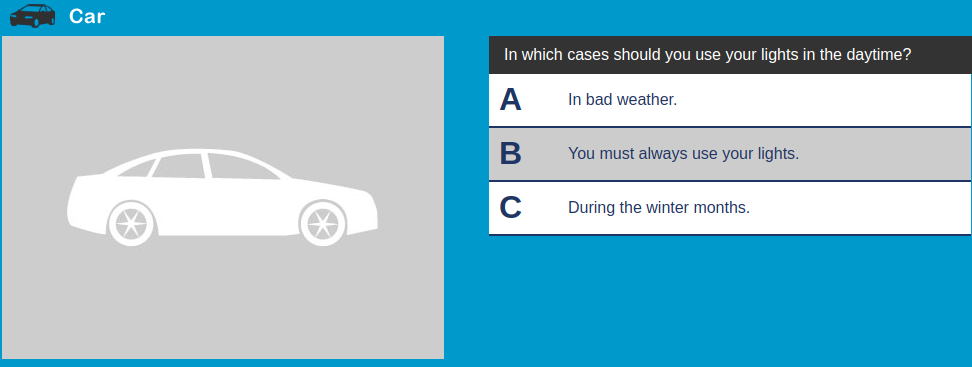 Car
In which cases should you use your lights in the daytime?
A In bad weather.
B You must always use your lights.
C During the winter months.